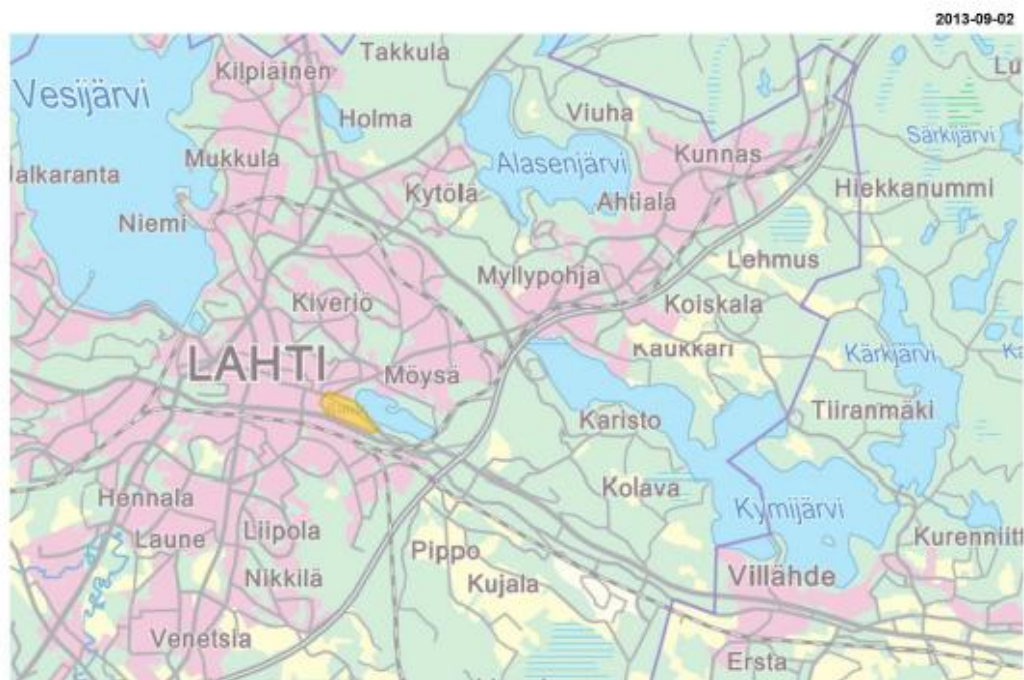 2013-09-02
Takkula
Kilpiäinen
Lu
Vesijärvi
Viuha
Holma
Särkijärvi
Mukkula
Kunnas
Alasenjärvi
Jalkaranta
Hiekkanummi
Kytölä
Ahtiala
Niemi
Lehmus
Myllypohja
Kiveriö
Koiskala
Kaukkari
Kärkjärvi
Kä
LAHTI
Möysä
Tiiranmäki
Karisto
Kolava
Hennala
Kymijärvi
Liipola
Laune
Kurenniitt
Pippo
Nikkilä
Kujala
Villähde
Venetsia
Ersta